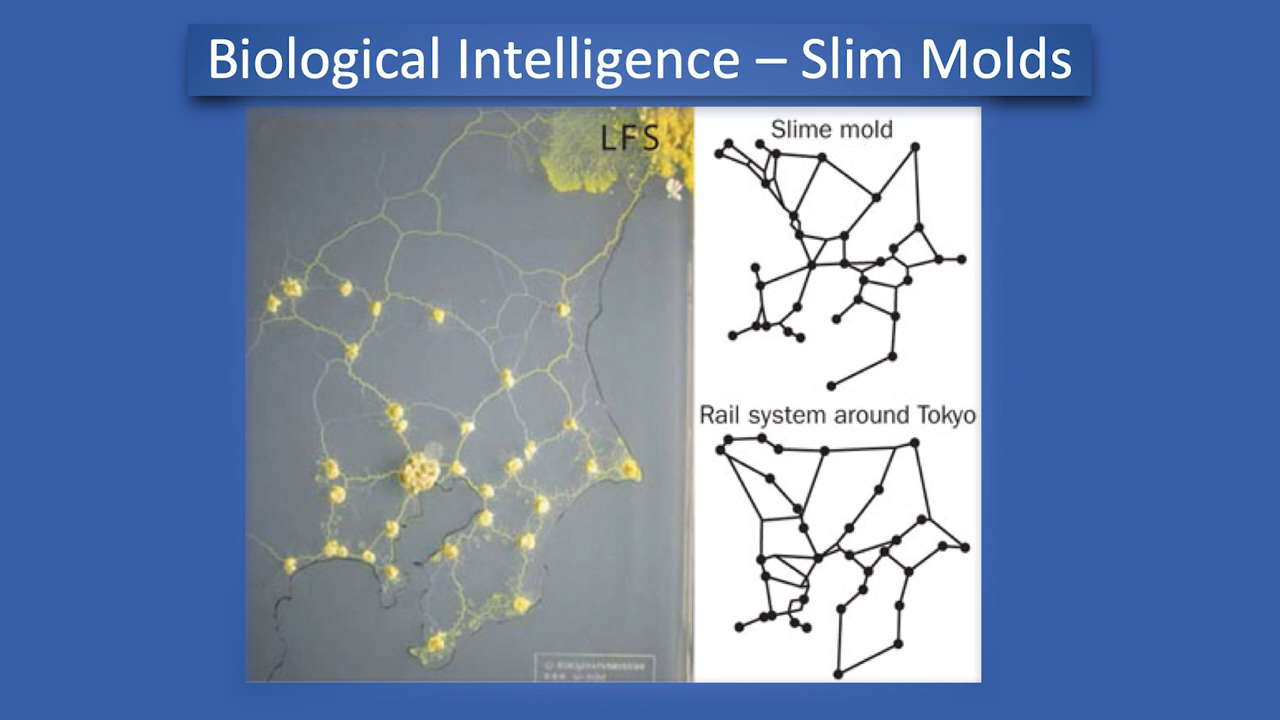 Biological Intelligence – Slim Molds
LFS
Slime mold
Rail system around Tokyo